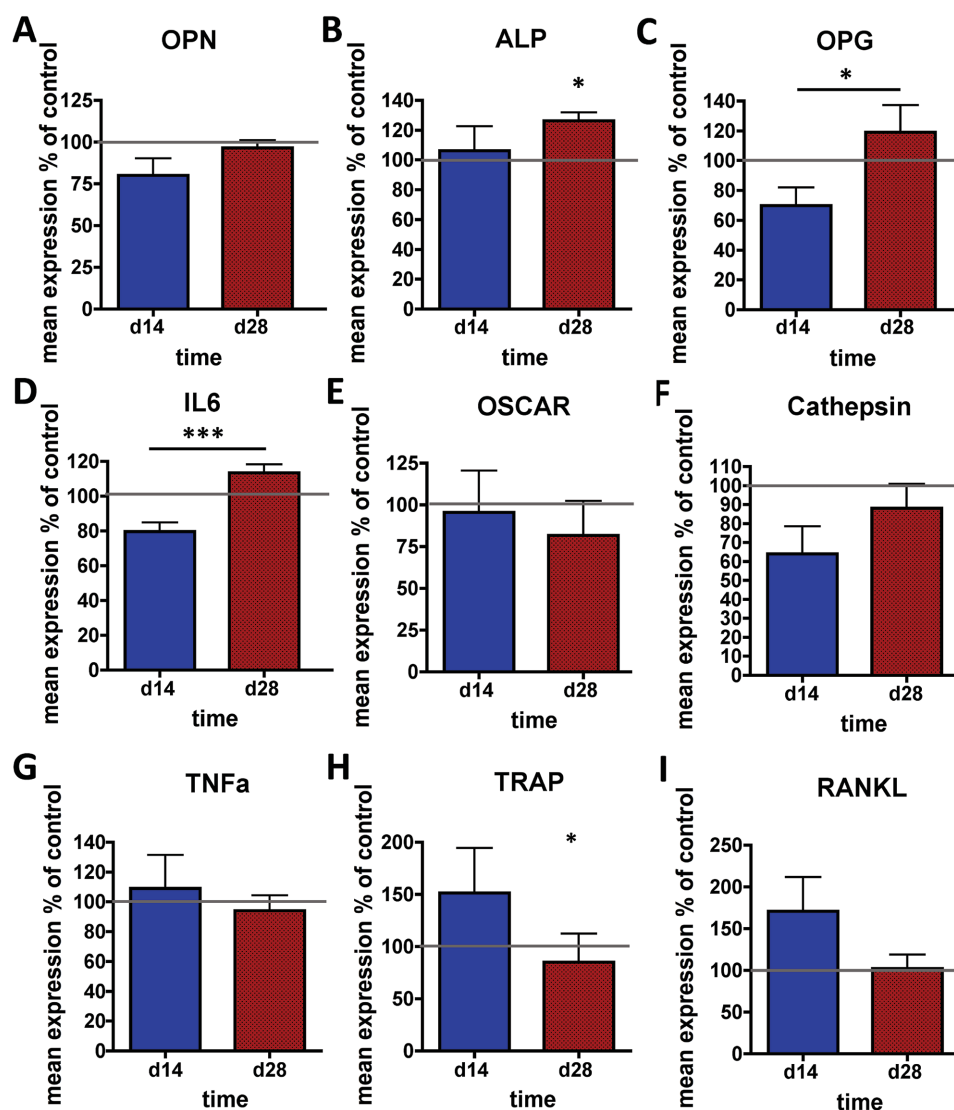 A
OPN
mean expression % of control
125
100
75
50
25
0
d14
d28
time
B
ALP
*
mean expression % of control
140
120
100
80
60
40
20
0
d14
d28
time
C
OPG
*
mean expression % of control
140
120
100
80
60
40
20
0
d14
d28
time
D
IL6
***
mean expression % of control
120
100
80
60
40
20
0
d14
d28
time
E
OSCAR
mean expression % of control
125
100
75
50
25
0
d14
d28
time
F
Cathepsin
mean expression % of control
110
100
90
80
70
60
50
40
30
20
10
0
d14
d28
time
G
TNFa
mean expression % of control
140
120
100
80
60
40
20
0
d14
d28
time
H
TRAP
*
mean expression % of control
200
150
100
50
0
d14
d28
time
I
RANKL
mean expression % of control
250
200
150
100
50
0
d14
d28
time